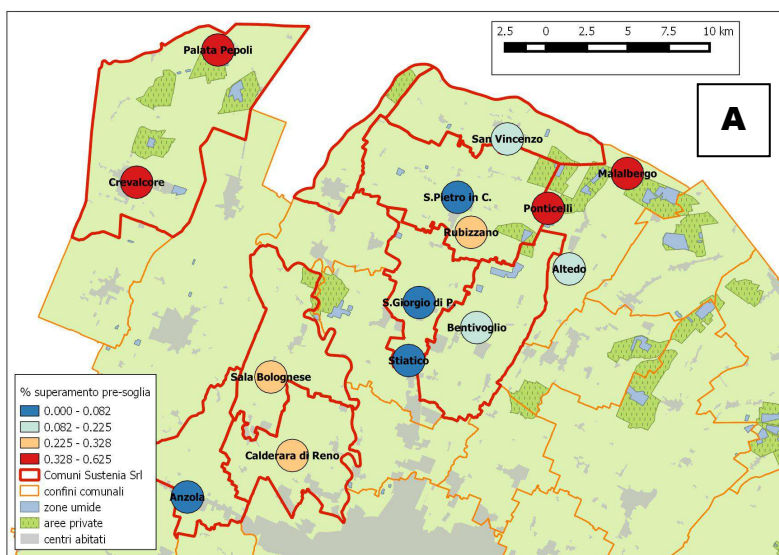 2.5 0 2.5 5 7.5 10 km
A
Palata Pepoli
Crevalcore
San Vincenzo
Malalbergo
S.Pietro in C.
Ponticelli
Rubizzano
Altedo
S.Giorgio di P.
Bentivoglio
Stiatico
Sala Bolognese
Calderara di Reno
Anzola
% superamento pre-soglia
0.000 - 0.082
0.082 - 0.225
0.225 - 0.328
0.328 - 0.625
Comuni Sustenia Srl
confini comunali
zone umide
aree private
centri abitati